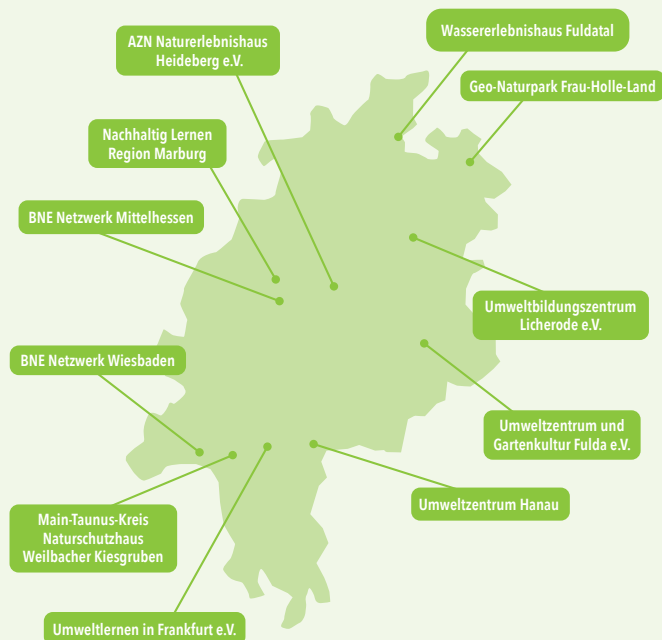 AZN Naturerlebnishaus
Heideberg e.V.
Wassererlebnishaus Fuldatal
Geo-Naturpark Frau-Holle-Land
Nachhaltig Lernen
Region Marburg
BNE Netzwerk Mittelhessen
Umweltbildungszentrum
Licherode e.V.
BNE Netzwerk Wiesbaden
Umweltzentrum und
Gartenkultur Fulda e.V.
Umweltzentrum Hanau
Main-Taunus-Kreis
Naturschutzhaus
Weilbacher Kiesgruben
Umweltlernen in Frankfurt e.V.